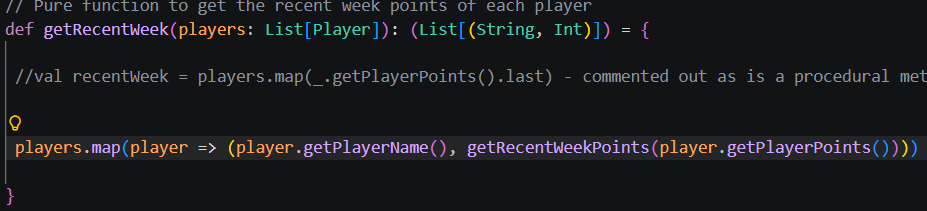 // Pure function to get the recent week points of each player
def getRecentWeek(players: List[Player]): (List[(String, Int)]) = {
//val recentWeek = players.map(_.getPlayerPoints().last) - commented out as is a procedural met
players.map(player => (player.getPlayerName(), getRecentWeekPoints(player.getPlayerPoints())))
}